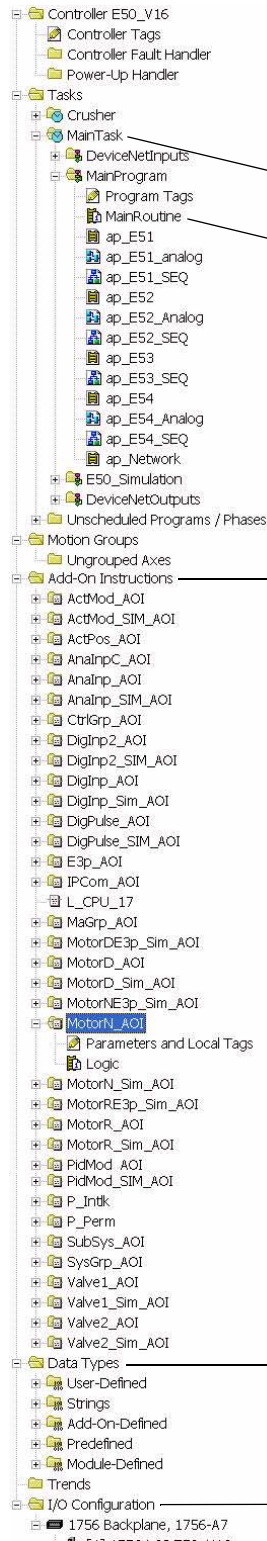 Controller E50_V16
Controller Tags
Controller Fault Handler
Power-Up Handler
Tasks
Crusher
MainTask
DeviceNetInputs
MainProgram
Program Tags
MainRoutine
ap_E51
ap_E51_analog
ap_E51_SEQ
ap_E52
ap_E52_Analog
ap_E52_SEQ
ap_E53
ap_E53_SEQ
ap_E54
ap_E54_Analog
ap_E54_SEQ
ap_Network
E50_Simulation
DeviceNetOutputs
Unscheduled Programs / Phases
Motion Groups
Ungrouped Axes
Add-On Instructions
ActMod_AOI
ActMod_SIM_AOI
ActPos_AOI
AnaInpC_AOI
AnaInp_AOI
AnaInp_SIM_AOI
CtrlGrp_AOI
DigInp2_AOI
DigInp2_SIM_AOI
DigInp_AOI
DigInp_Sim_AOI
DigPulse_AOI
DigPulse_SIM_AOI
E3p_AOI
IPCom_AOI
L_CPU_17
MaGrp_AOI
MotorDE3p_Sim_AOI
MotorD_AOI
MotorD_Sim_AOI
MotorNE3p_Sim_AOI
MotorN_AOI
Parameters and Local Tags
Logic
MotorN_Sim_AOI
MotorRE3p_Sim_AOI
MotorR_AOI
MotorR_Sim_AOI
PidMod_AOI
PidMod_SIM_AOI
P_Intlk
P_Perm
SubSys_AOI
SysGrp_AOI
Valve1_AOI
Valve1_Sim_AOI
Valve2_AOI
Valve2_Sim_AOI
Data Types
User-Defined
Strings
Add-On-Defined
Predefined
Module-Defined
Trends
I/O Configuration
1756 Backplane, 1756-A7